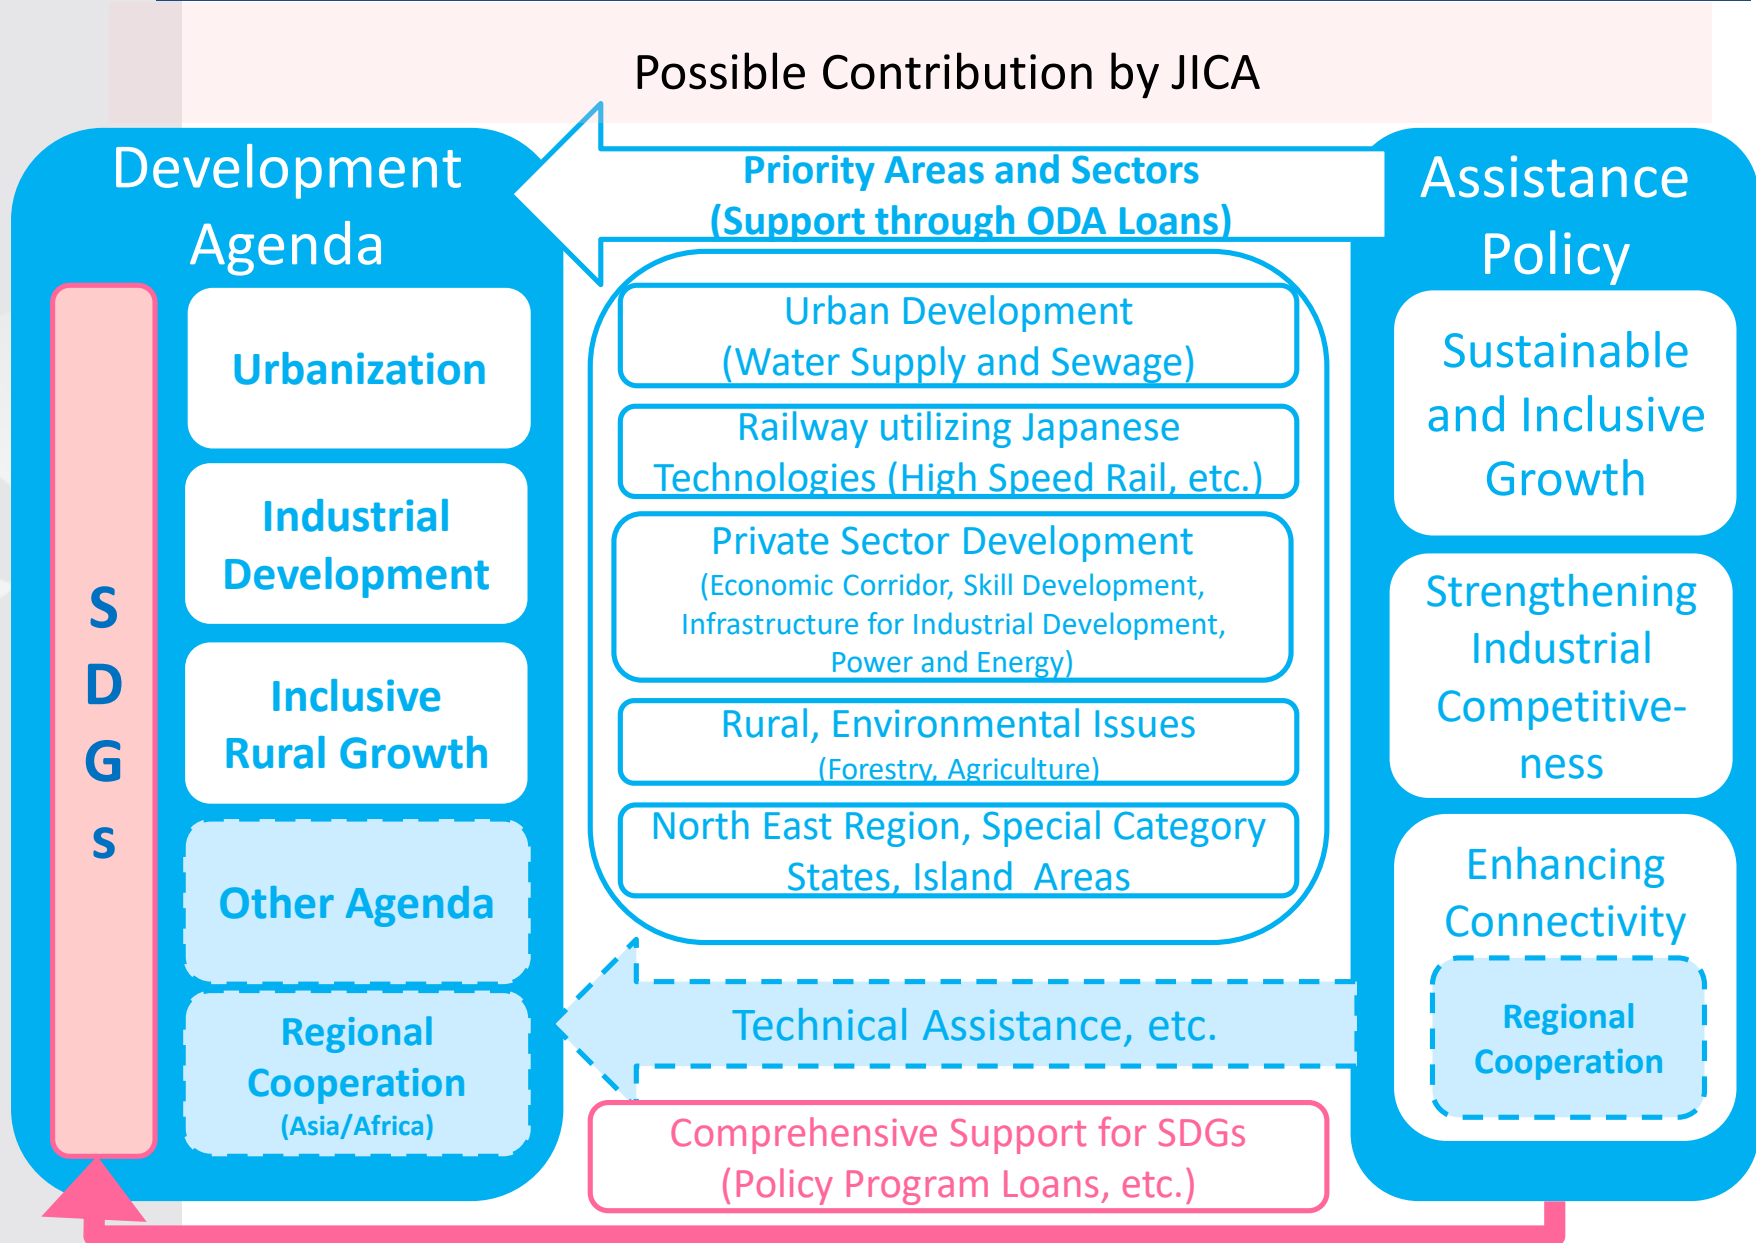 Possible Contribution by JICA
Development
Agenda
S
D
G
s
Urbanization
Industrial
Development
Inclusive
Rural Growth
Other Agenda
Regional
Cooperation
(Asia/Africa)
Priority Areas and Sectors
(Support through ODA Loans)
Urban Development
(Water Supply and Sewage)
Railway utilizing Japanese
Technologies (High Speed Rail, etc.)
Private Sector Development
(Economic Corridor, Skill Development,
Infrastructure for Industrial Development,
Power and Energy)
Rural, Environmental Issues
(Forestry, Agriculture)
North East Region, Special Category
States, Island Areas
Technical Assistance, etc.
Comprehensive Support for SDGs
(Policy Program Loans, etc.)
Assistance
Policy
Sustainable
and Inclusive
Growth
Strengthening
Industrial
Competitive-
ness
Enhancing
Connectivity
Regional
Cooperation